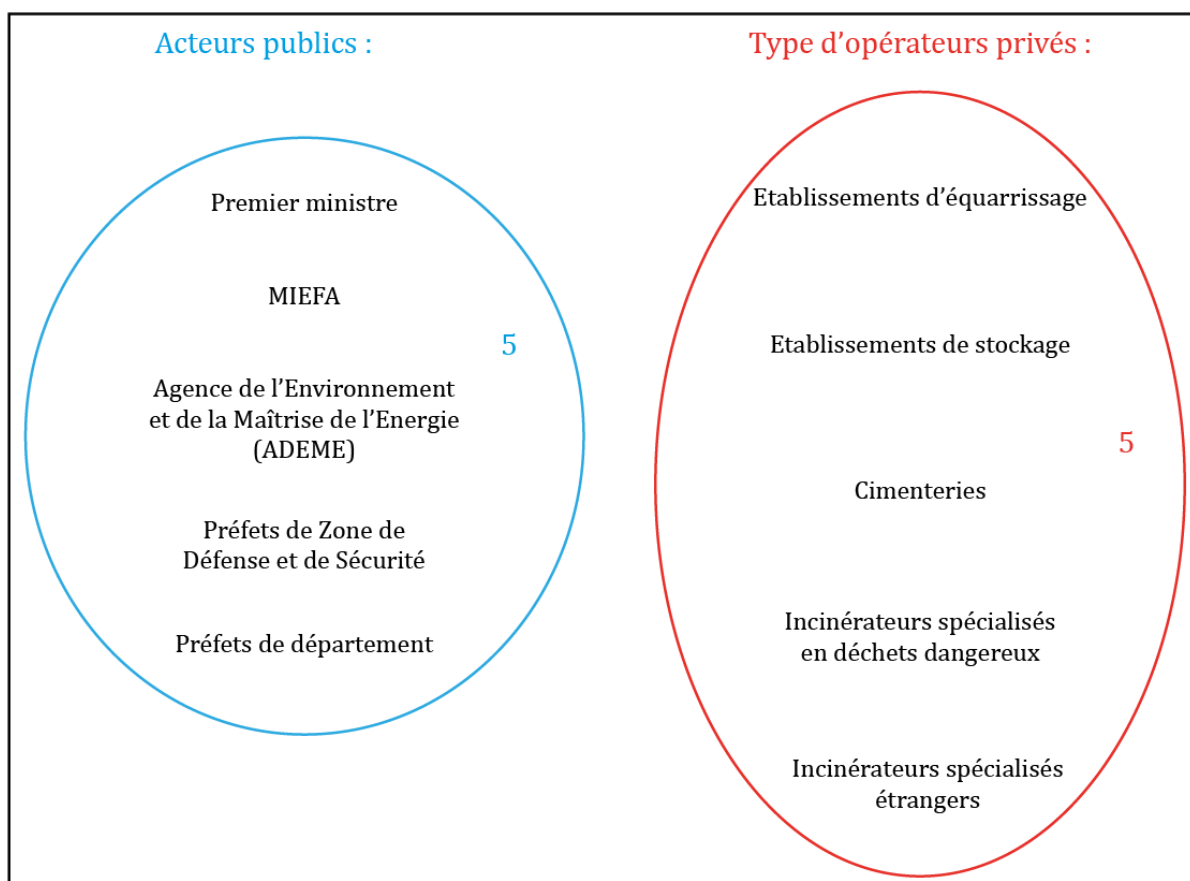 Acteurs publics :
Premier ministre
MIEFA
5
Agence de l'Environnement
et de la Maîtrise de l'Energie
(ADEME)
Préfets de Zone de
Défense et de Sécurité
Préfets de département
Type d'opérateurs privés :
Etablissements d'équarrissage
Etablissements de stockage
5
Cimenteries
Incinérateurs spécialisés
en déchets dangereux
Incinérateurs spécialisés
étrangers